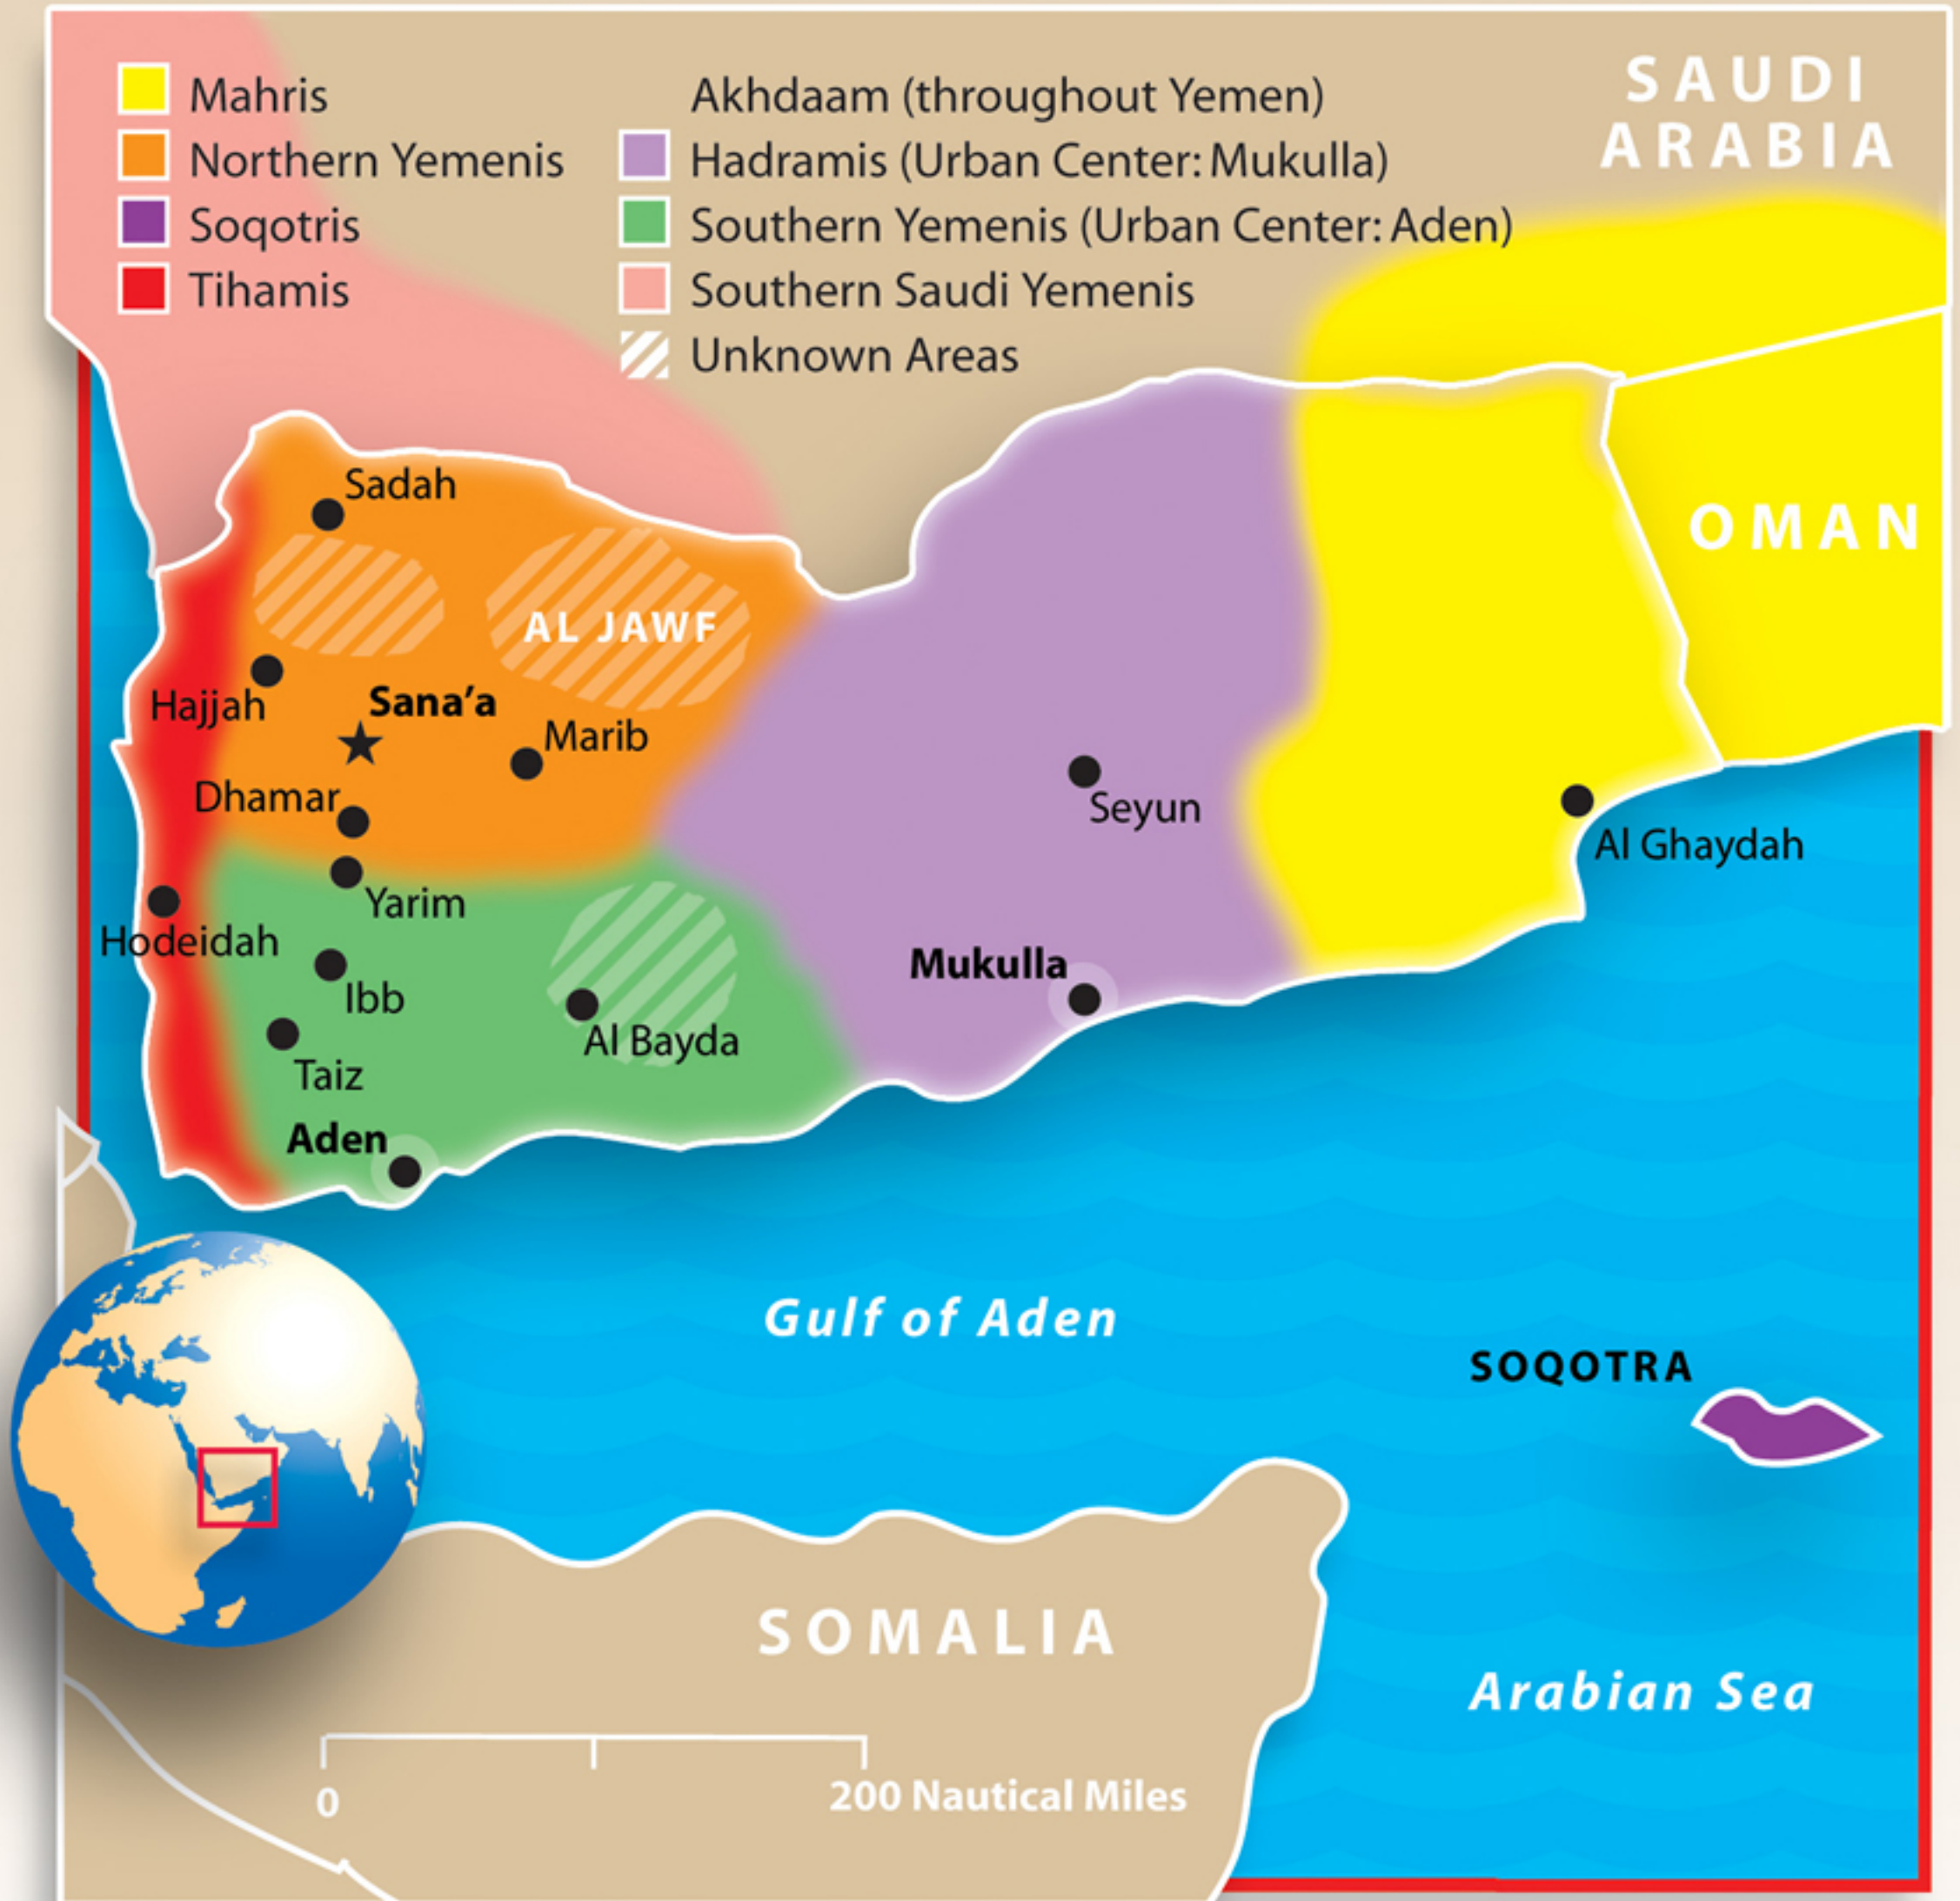 Mahris
Northern Yemenis
Soqotris
Tihamis
Akhdaam (throughout Yemen)
Hadramis (Urban Center: Mukulla)
Southern Yemenis (Urban Center: Aden)
Southern Saudi Yemenis
Unknown Areas
SAUDI
ARABIA
OMAN
Sadah
AL JAWF
Hajjah
Sana’a
Marib
Dhamar
Yarim
Hodeidah
Ibb
Taiz
Al Bayda
Aden
Seyun
Mukulla
Al Ghaydah
Gulf of Aden
SOQOTRA
SOMALIA
Arabian Sea
0
200 Nautical Miles